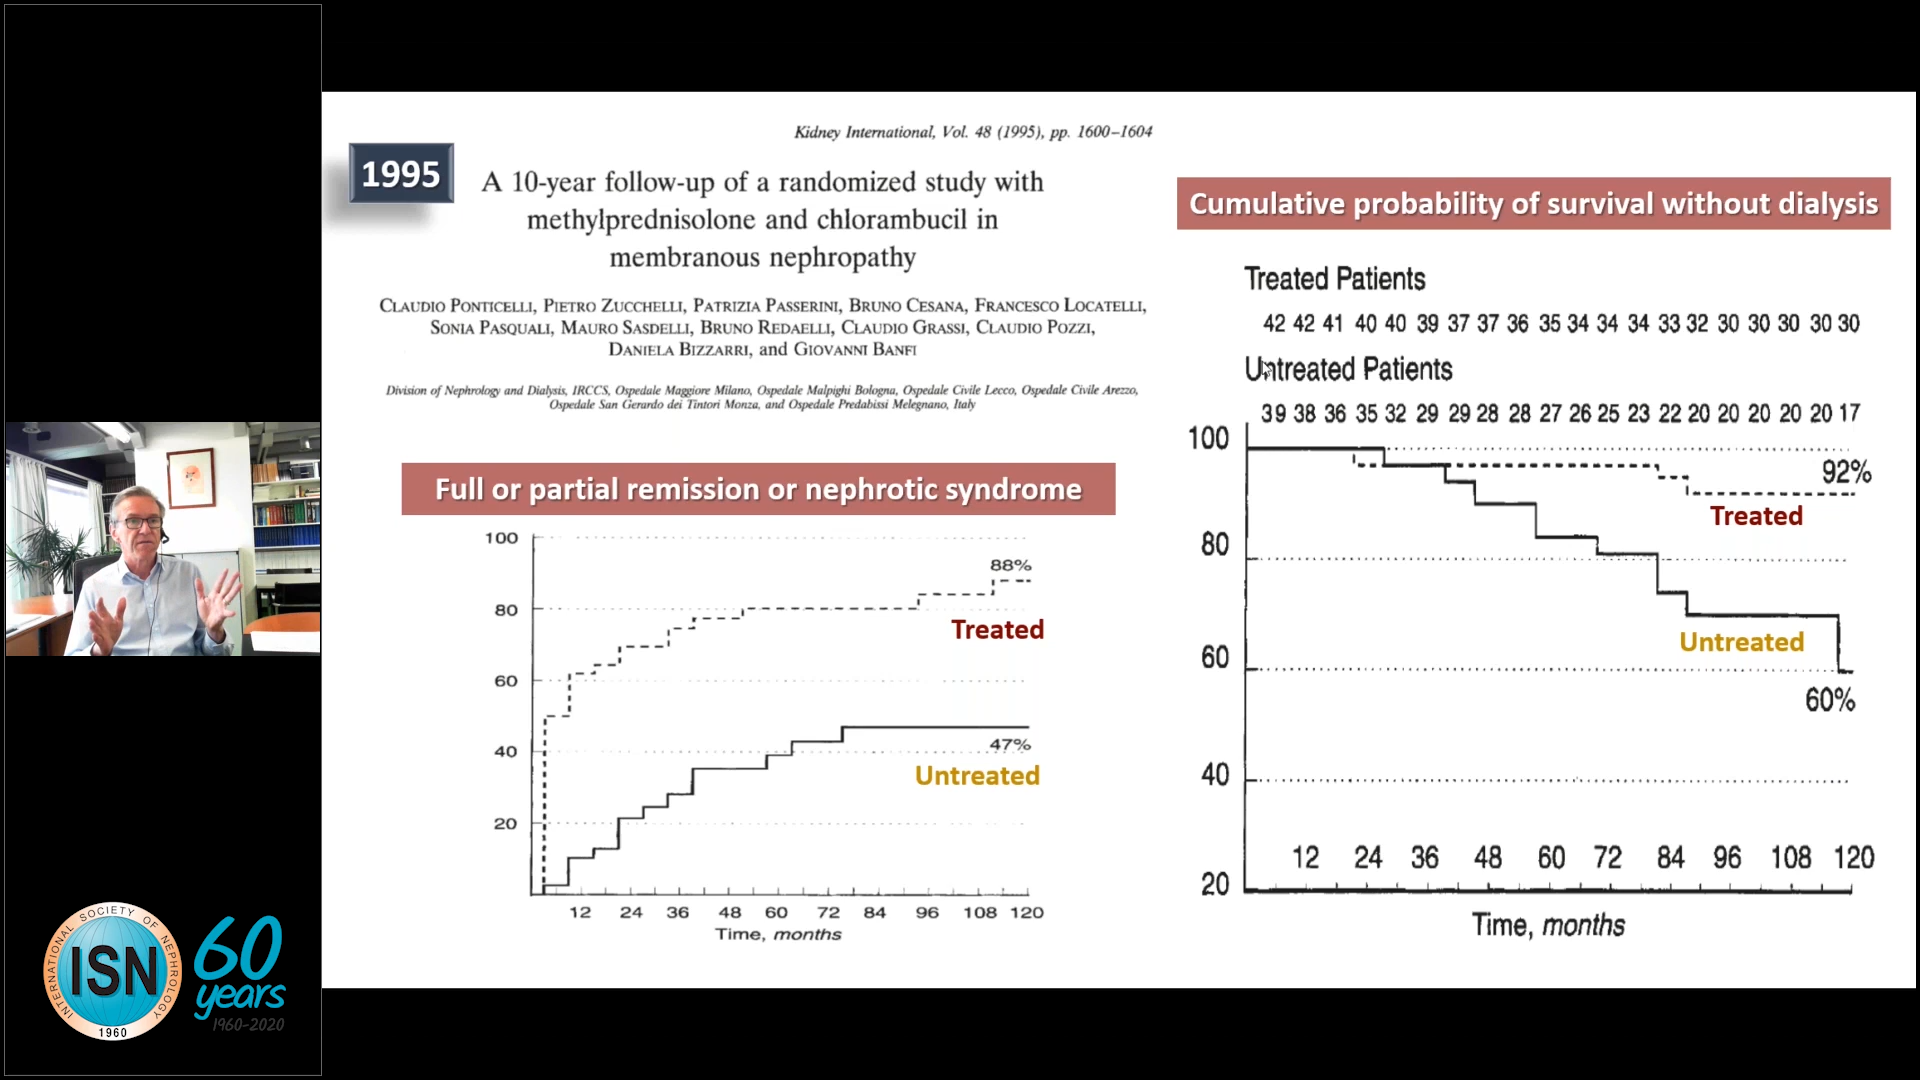 Kidney International, Vol. 48 (1995), pp. 1600–1604
1995
A 10-year follow-up of a randomized study with
methylprednisolone and chlorambucil in
membranous nephropathy
CLAUDIO PONTICELLI, PIETRO ZUCCHELLI, PATRIZIA PASSERINI, BRUNO CESANA, FRANCESCO LOCATELLI,
SONIA PASQUALI, MAURO SASDELLI, BRUNO REDAELLI, CLAUDIO GRASSI, CLAUDIO POZZI,
DANIELA BIZZARRI, and GIOVANNI BANFI
Division of Nephrology and Dialysis, IRCCS, Ospedale Maggiore Milano, Ospedale Malpighi Bologna, Ospedale Civile Lecco, Ospedale Civile Arezzo,
Ospedale San Gerardo dei Tintori Monza, and Ospedale Predabissi Melegnano, Italy
Full or partial remission or nephrotic syndrome
100
88%
80
Treated
60
40
47%
Untreated
20
12 24 36 48 60 72 84 96 108 120
Time, months
Cumulative probability of survival without dialysis
Treated Patients
42 42 41 40 40 39 37 37 36 35 34 34 34 33 32 30 30 30 30 30
Untreated Patients
39 38 36 35 32 29 29 28 28 27 26 25 23 22 20 20 20 20 20 17
100
92%
Treated
80
Untreated
60
60%
40
12 24 36 48 60 72 84 96 108 120
20
Time, months
INTERNATIONAL SOCIETY OF NEPHROLOGY
ISN
1960
60
years
1960-2020